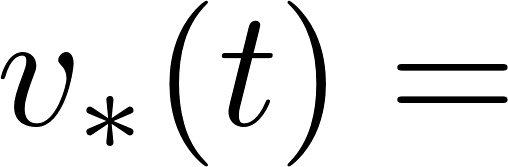 v_*(t) =